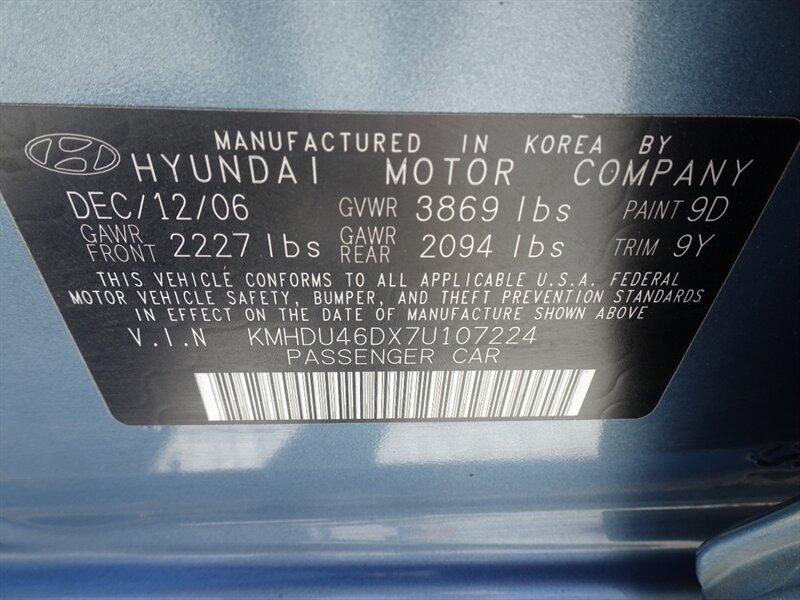 MANUFACTURED IN KOREA BY
HYUNDAI MOTOR COMPANY
DEC/12/06 GVWR 3869 lbs PAINT 9D
GAWR FRONT 2227 lbs GAWR REAR 2094 lbs TRIM 9Y
THIS VEHICLE CONFORMS TO ALL APPLICABLE U.S.A. FEDERAL
MOTOR VEHICLE SAFETY, BUMPER, AND THEFT PREVENTION STANDARDS
IN EFFECT ON THE DATE OF MANUFACTURE SHOWN ABOVE
V.I.N KMHDU46DX7U107224
PASSENGER CAR